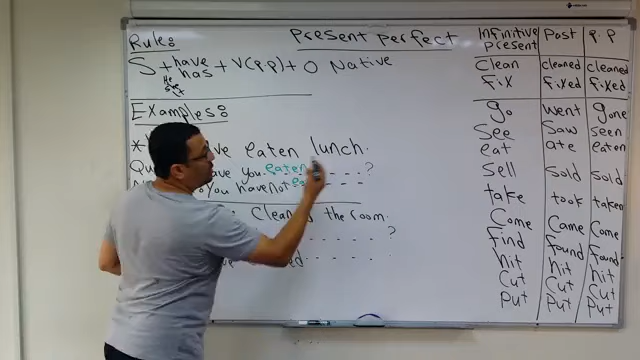 Rule:
Present perfect
S + have + V(p.p) + O Native
has
He
She
it
Examples:
* eaten lunch.
you eaten ....?
you have not
cleaned the room.
.....?
.....
Infinitive present Past p.p
clean cleaned cleaned
fix fixed fixed
go went gone
See Saw seen
eat ate eaten
sell sold sold
take took taken
Come Came Come
find found found
hit hit hit
Cut Cut Cut
put put put